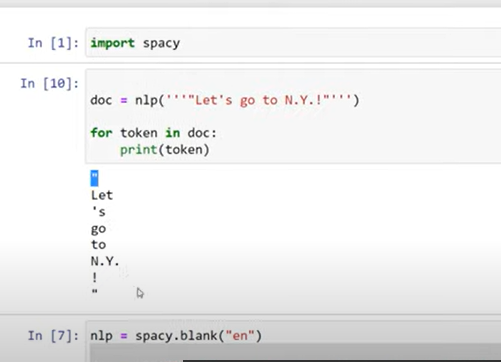 In [1]: import spacy
In [10]:
doc = nlp('''"Let's go to N.Y.!"''')
for token in doc:
    print(token)
"
Let
's
go
to
N.Y.
!
"
In [7]: nlp = spacy.blank("en")